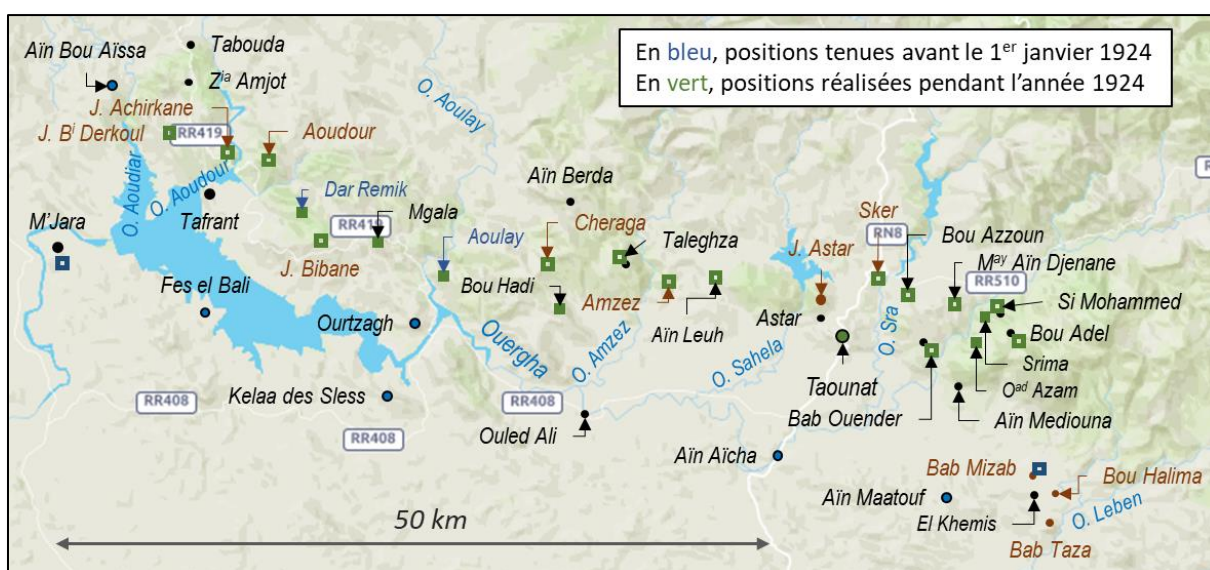 En bleu, positions tenues avant le 1er janvier 1924
En vert, positions réalisées pendant l'année 1924
Aïn Bou Aïssa
Tabouda
Zia Amjot
J. Achirkane
J. Bi Derkoul
RR419
Aoudour
O. Aoulay
O. Aoudiar
O. Aoudour
Tafrant
M'Jara
Dar Remik
RR419
Mgala
J. Bibane
Aoulay
Fes el Bali
Ourtzagh
Kelaa des Sless
RR408
RR408
RR408
Ouergha
Bou Hadi
Cheraga
Aïn Berda
Taleghza
Amzez
O. Amzez
Aïn Leuh
Ouled Ali
O. Sahela
J. Astar
Astar
Taounat
Sker
RN8
O. Sra
Bou Azzoun
May Aïn Djenane
RR510
Si Mohammed
Bou Adel
Srima
Oad Azam
Bab Ouender
Aïn Mediouna
Aïn Aïcha
Aïn Maatouf
Bab Mizab
Bou Halima
El Khemis
O. Leben
Bab Taza
50 km
R